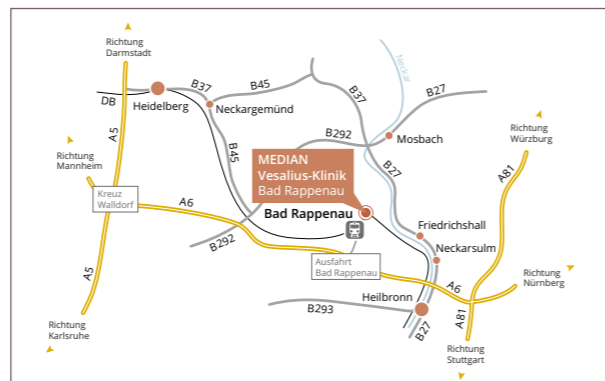 Richtung
Darmstadt
Neckar
B37
B45
B27
DB
Heidelberg
Neckargemünd
B37
A5
B292
Mosbach
Richtung
Würzburg
Richtung
Mannheim
B45
MEDIAN
Vesalius-Klinik
Bad Rappenau
B27
A81
Kreuz
Walldorf
A6
Bad Rappenau
Friedrichshall
B292
Neckarsulm
A5
Ausfahrt
Bad Rappenau
A6
Richtung
Nürnberg
Heilbronn
B293
A81
Richtung
Karlsruhe
B27
Richtung
Stuttgart